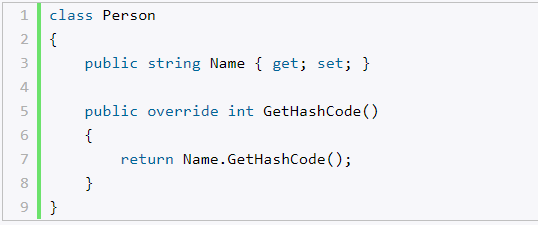 1 class Person
2 {
3     public string Name { get; set; }
4
5     public override int GetHashCode()
6     {
7         return Name.GetHashCode();
8     }
9 }